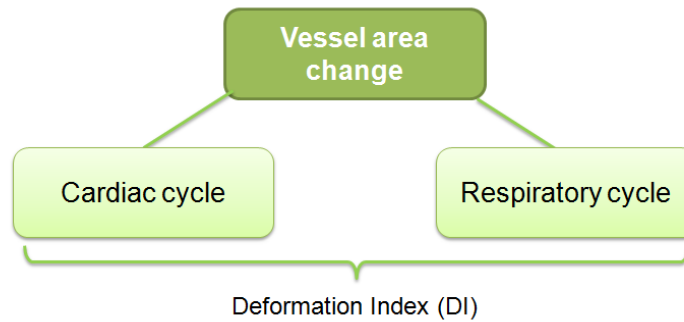 Vessel area
change
Cardiac cycle
Respiratory cycle
Deformation Index (DI)